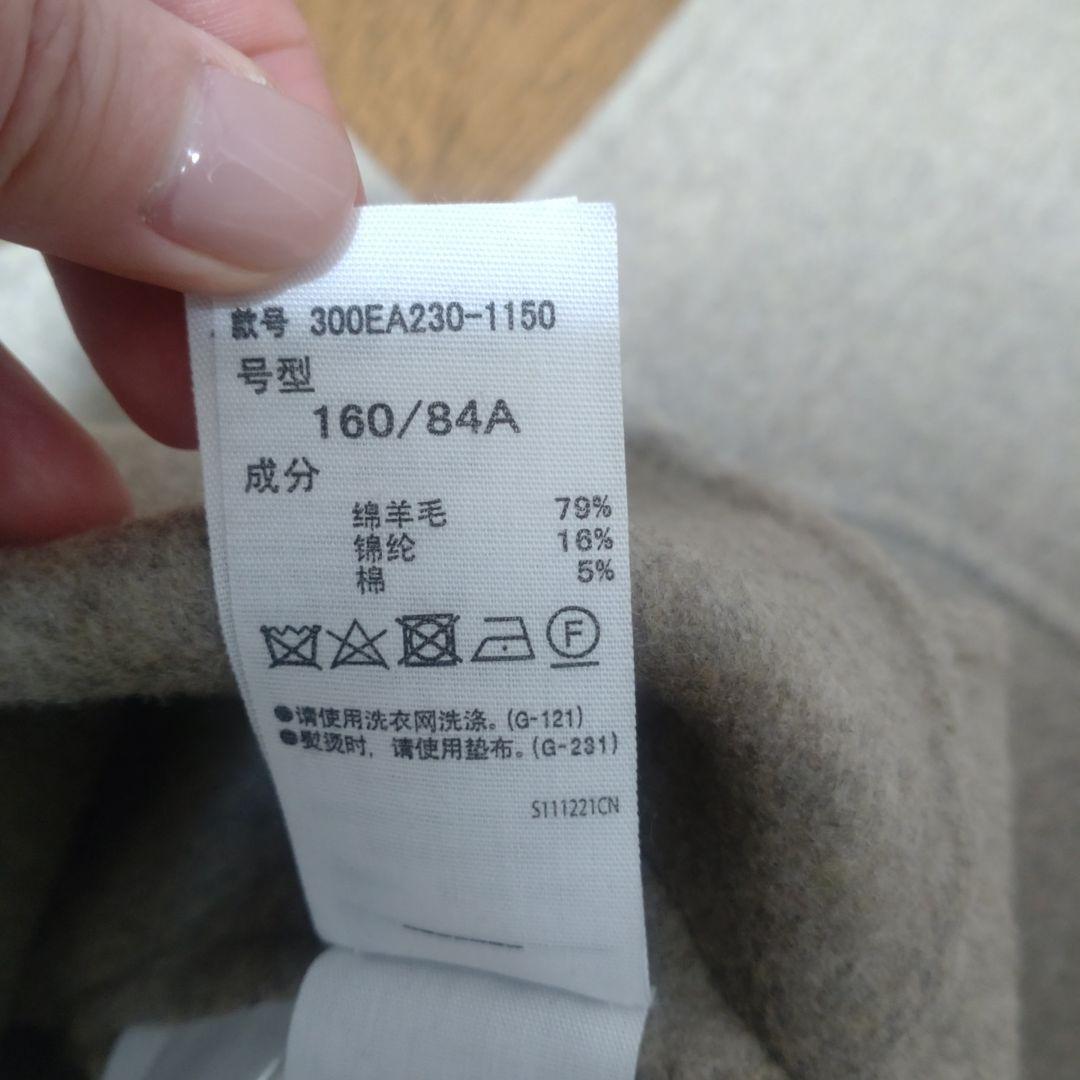 款号 300EA230-1150
号型
160/84A
成分
绵羊毛 79%
锦纶 16%
棉 5%
F
●请使用洗衣网洗涤。(G-121)
●熨烫时，请使用垫布。(G-231)
S111221CN